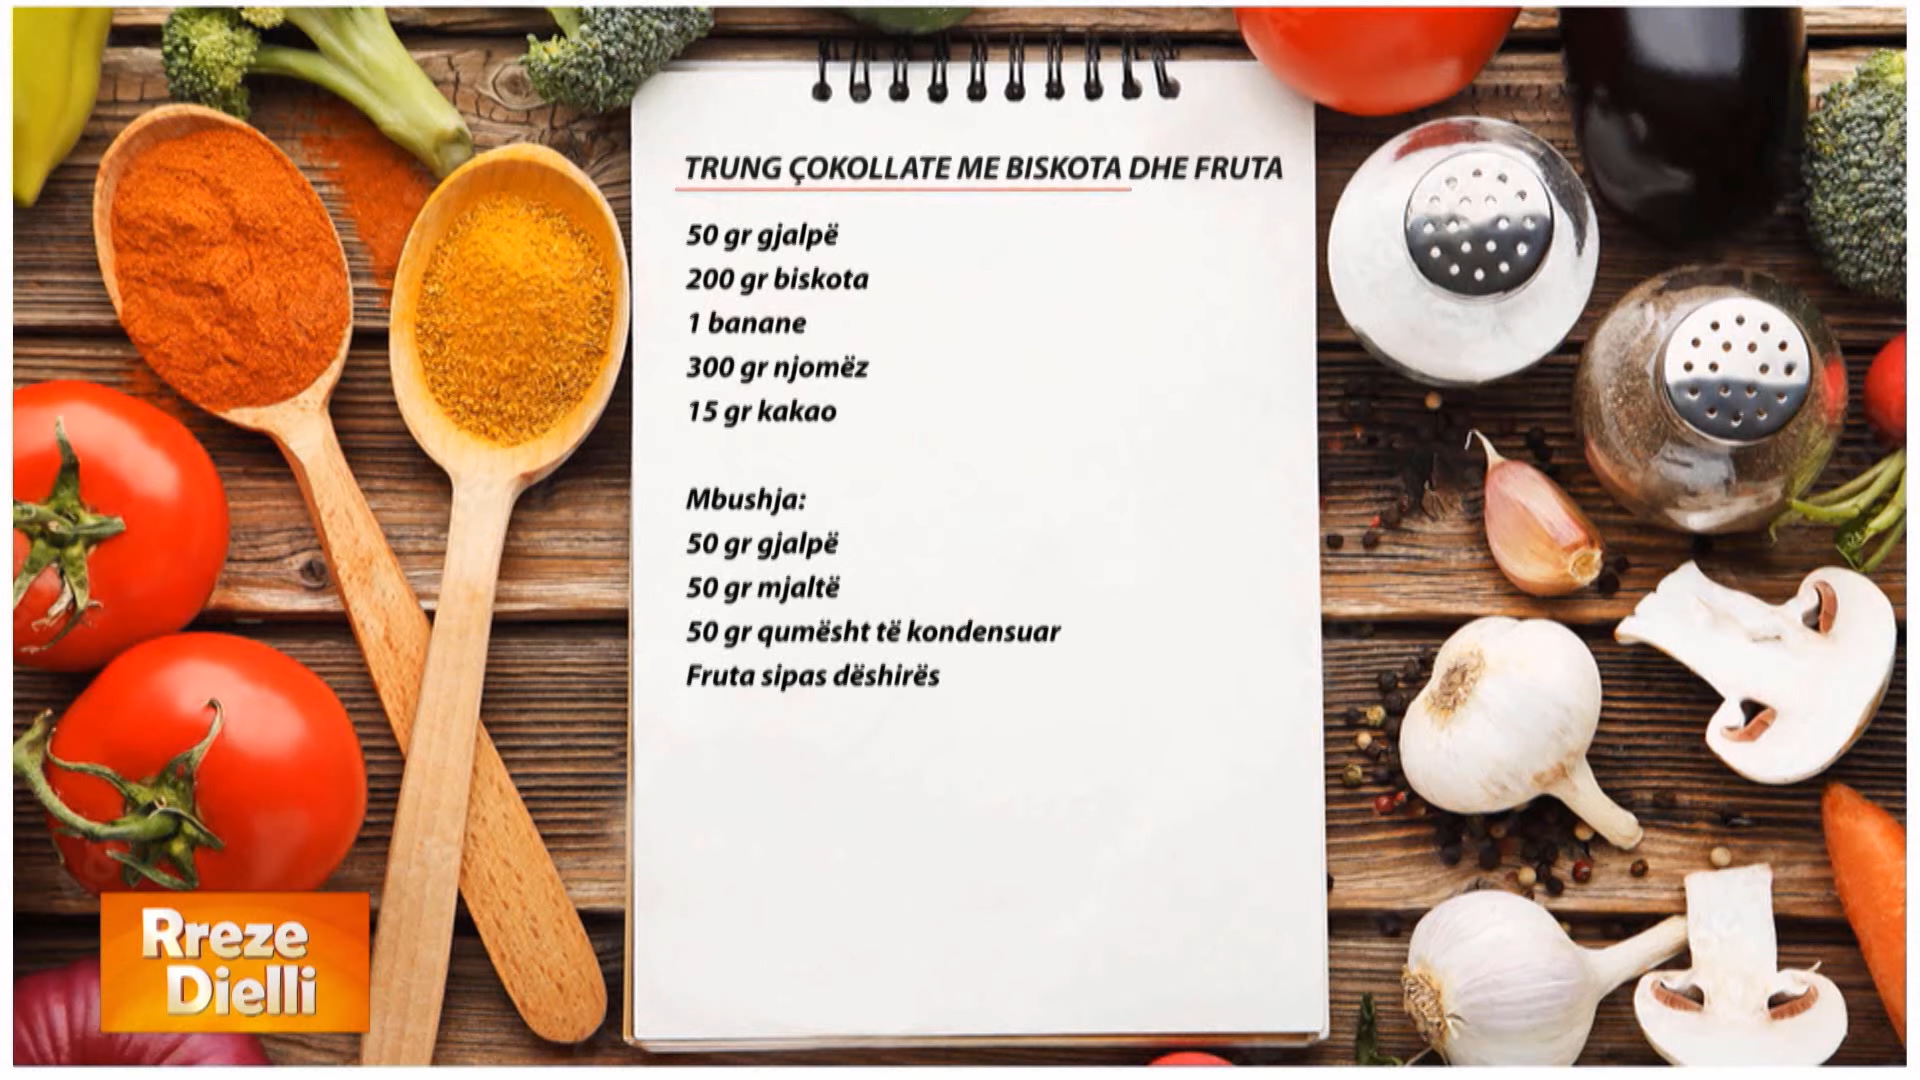 TRUNG ÇOKOLLATE ME BISKOTA DHE FRUTA
50 gr gjalpë
200 gr biskota
1 banane
300 gr njomëz
15 gr kakao
Mbushja:
50 gr gjalpë
50 gr mjaltë
50 gr qumësht të kondensuar
Fruta sipas dëshirës
Rreze
Dielli